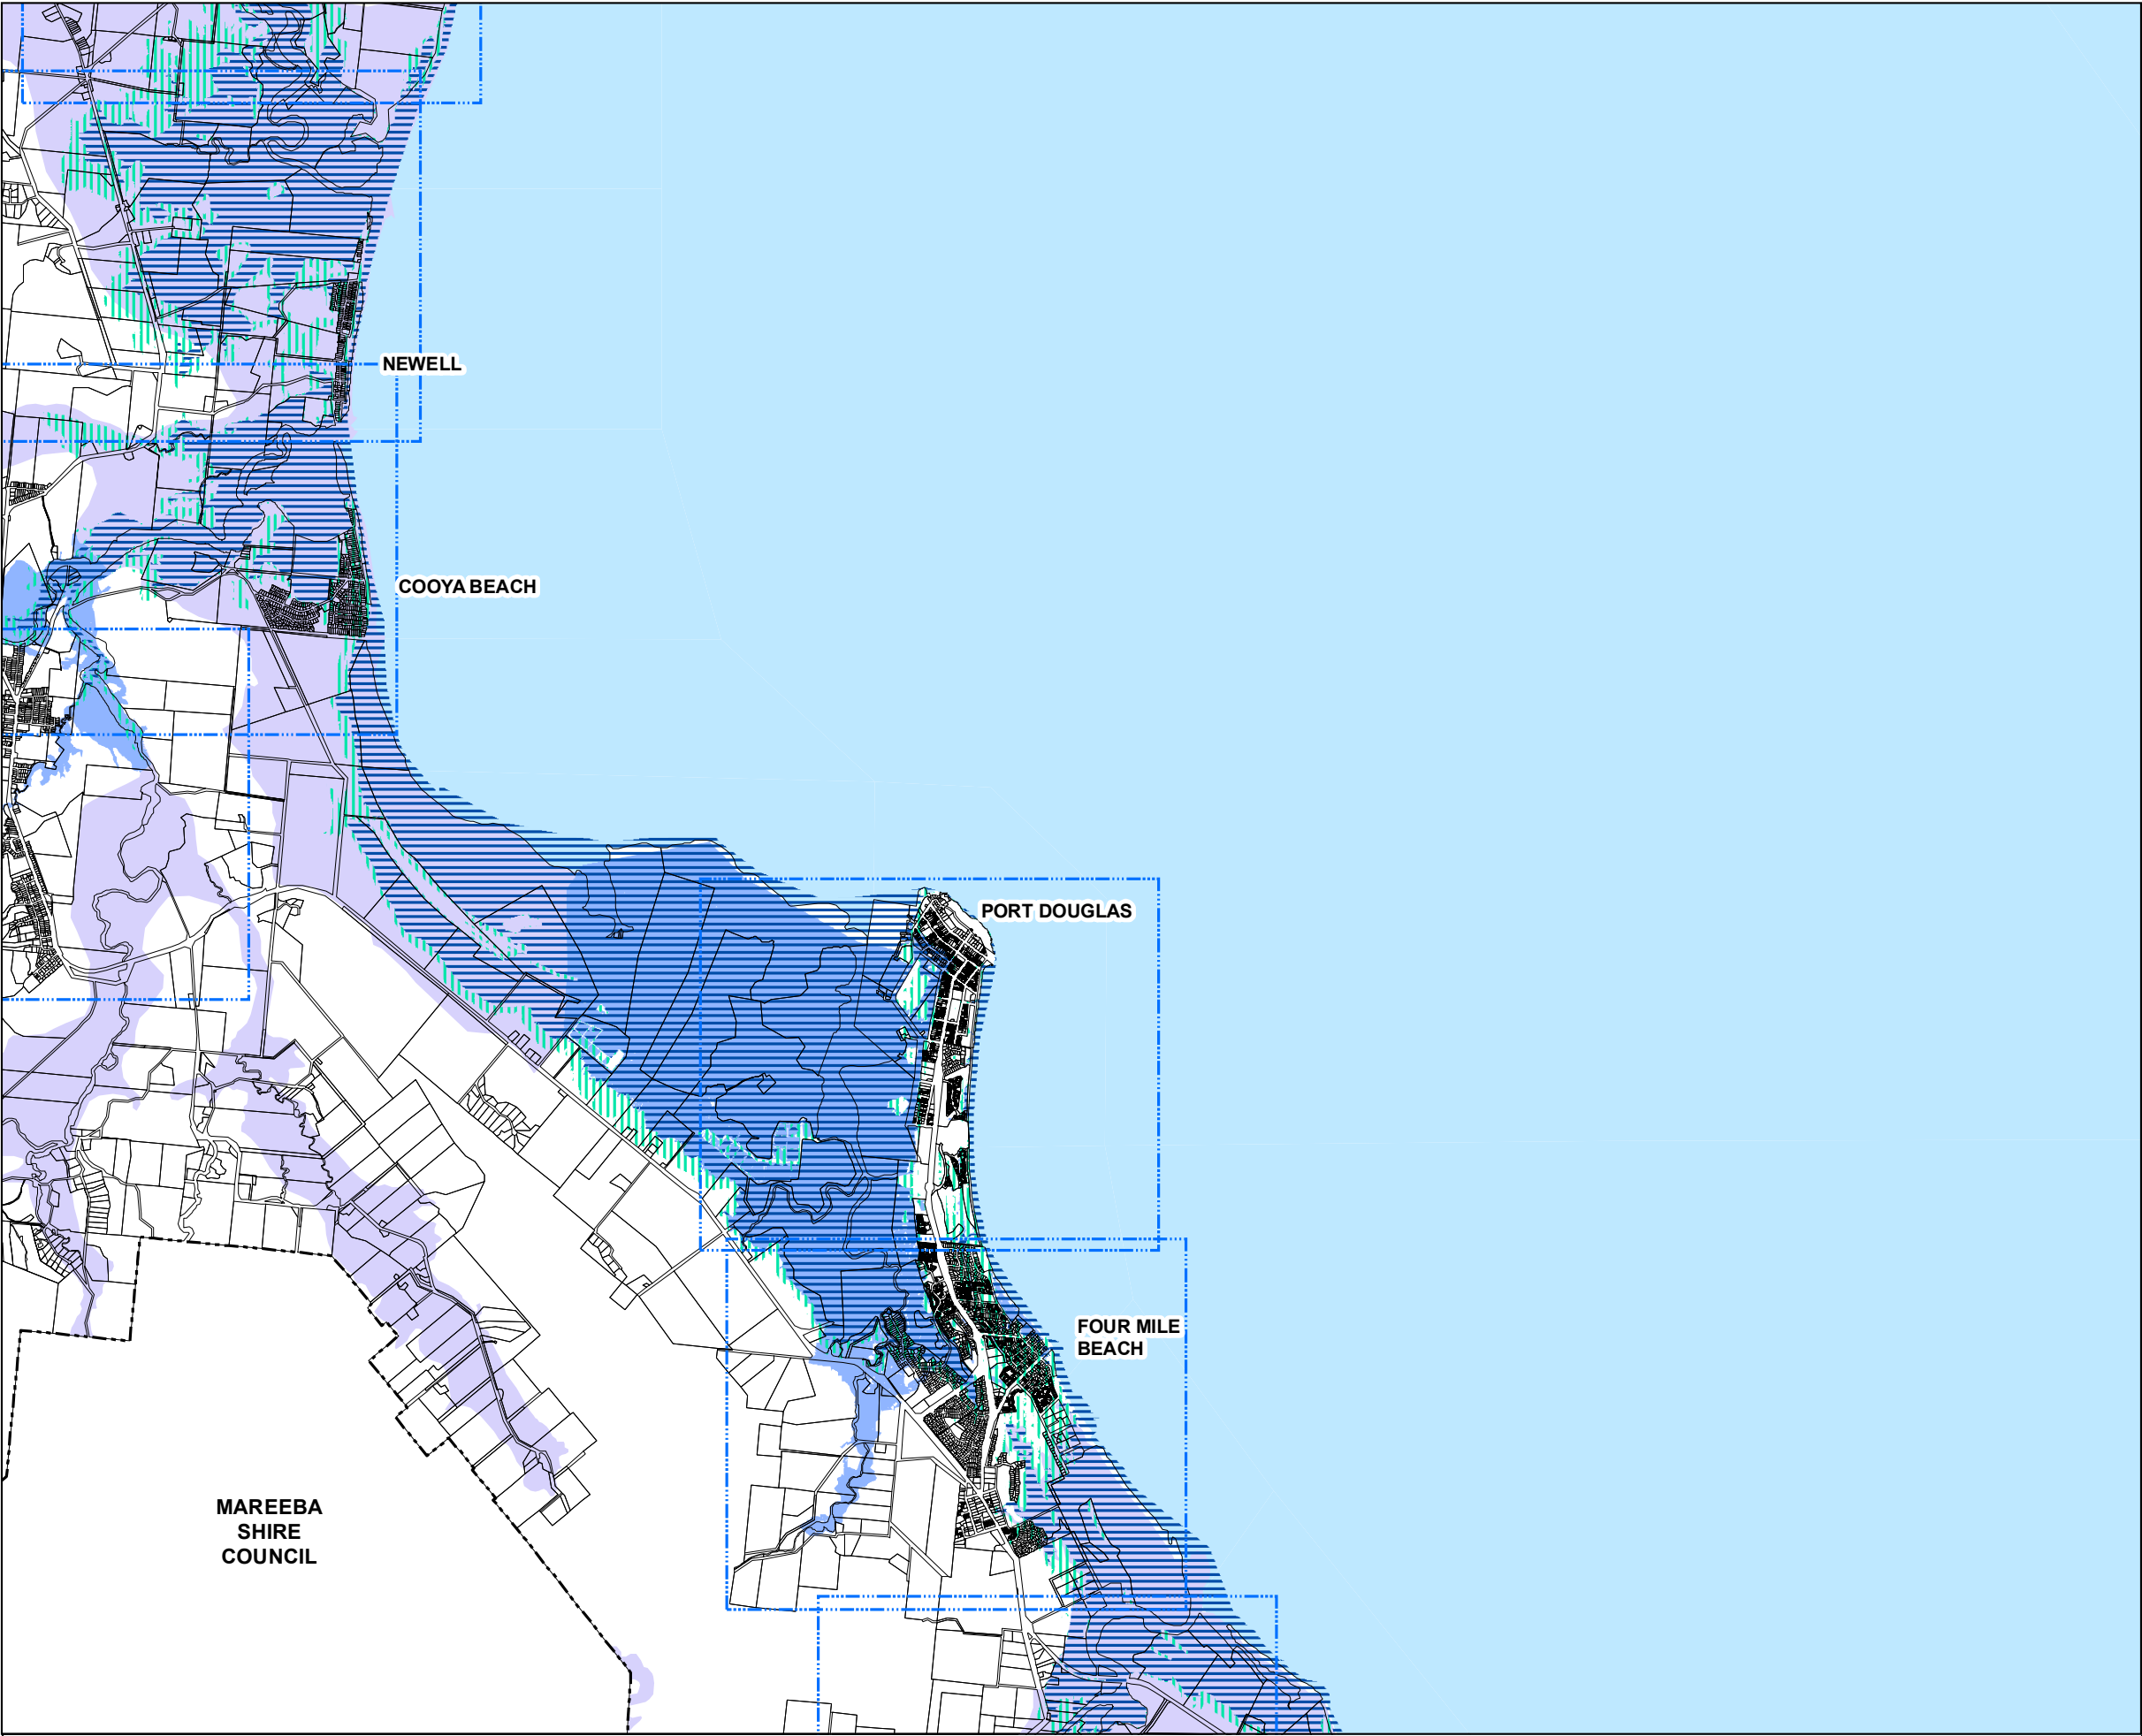 NEWELL
COOYA BEACH
PORT DOUGLAS
FOUR MILE
BEACH
MAREEBA
SHIRE
COUNCIL